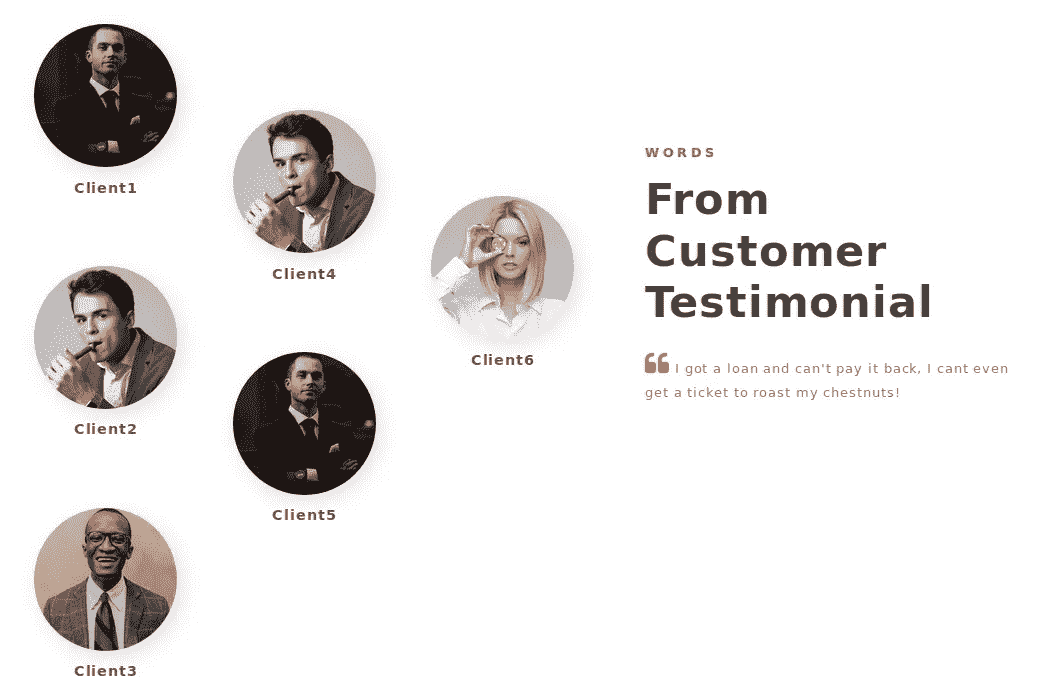 Client1
Client4
Client6
Client2
Client5
Client3
WORDS
From
Customer
Testimonial
I got a loan and can't pay it back, I cant even
get a ticket to roast my chestnuts!